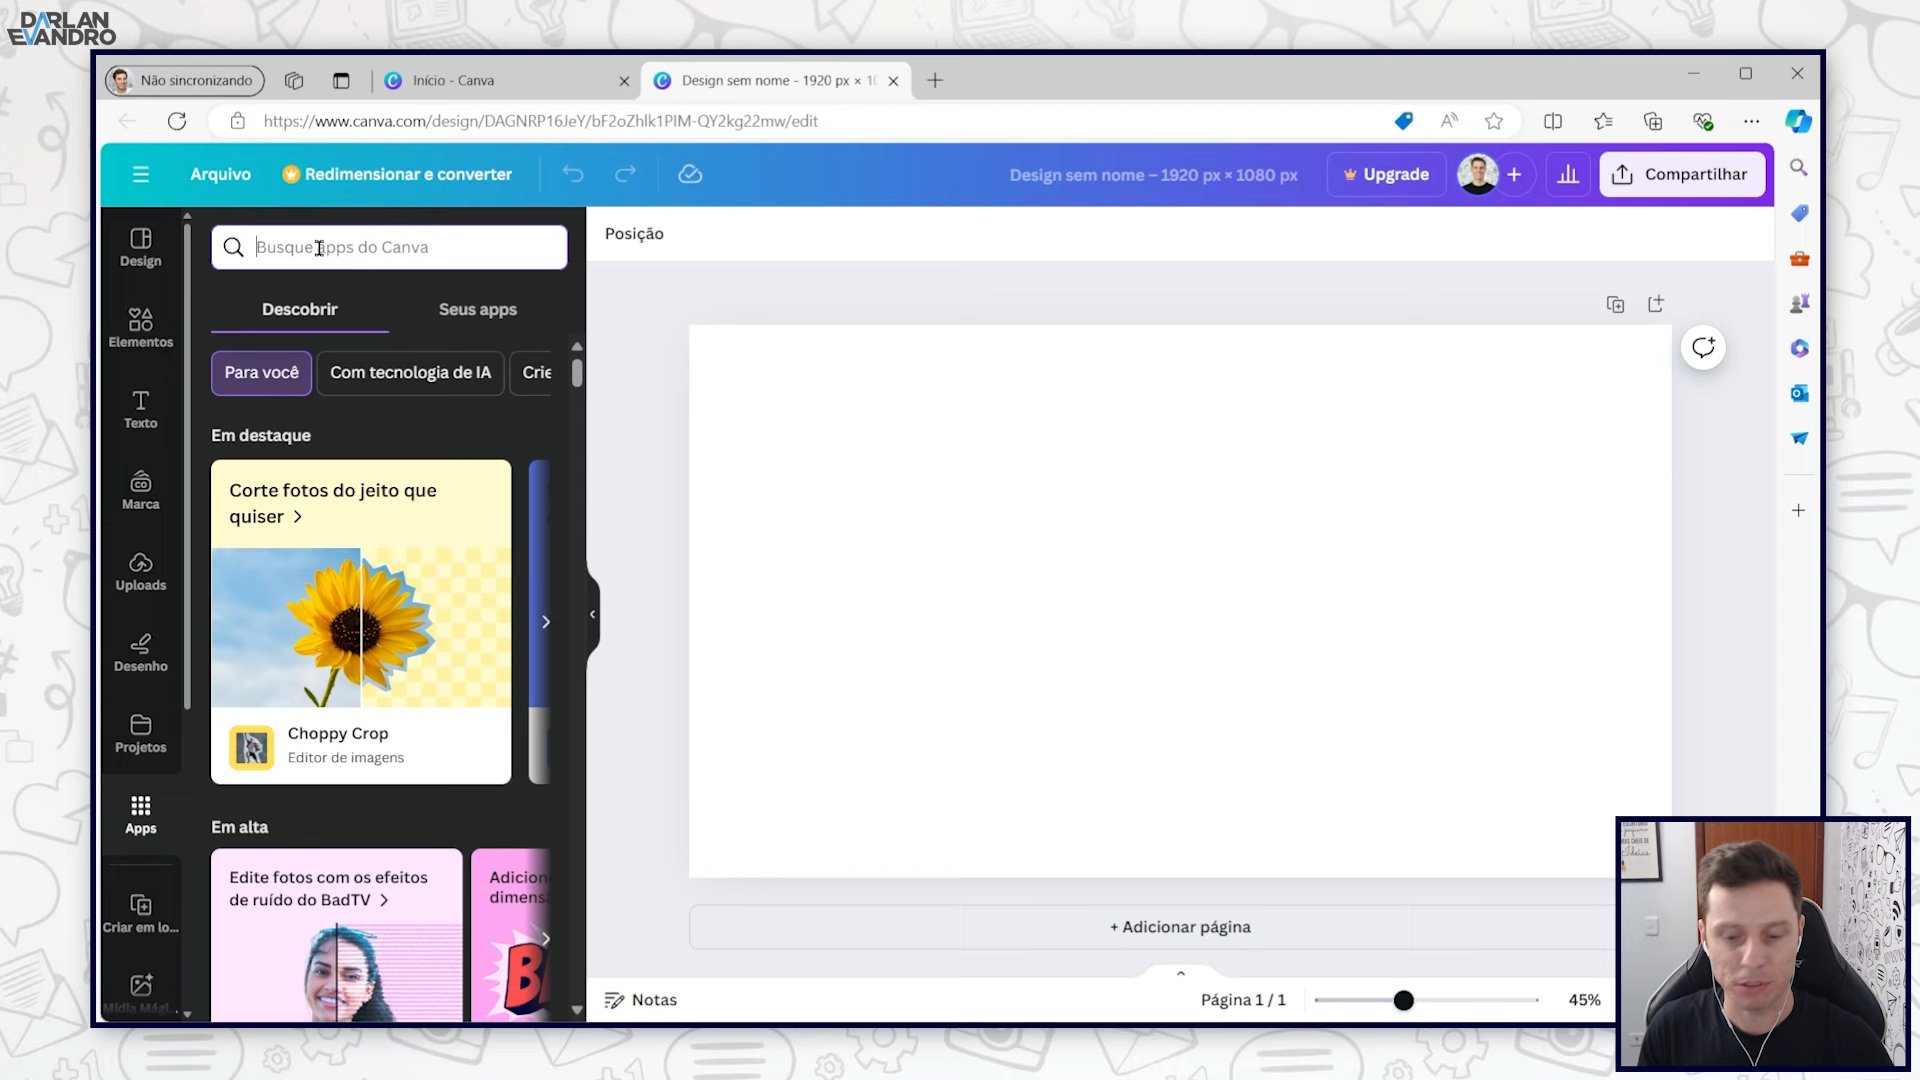 DARLAN
EVANDRO
Não sincronizando
Início - Canva
Design sem nome - 1920 px × 10
https://www.canva.com/design/DAGNRP16JeY/bF2oZhlk1PIM-QY2kg22mw/edit
Arquivo
Redimensionar e converter
Design sem nome – 1920 px × 1080 px
Upgrade
Compartilhar
Design
Elementos
Texto
Marca
Uploads
Desenho
Projetos
Apps
Criar em lo...
Mídia Mági...
Busque apps do Canva
Descobrir
Seus apps
Para você
Com tecnologia de IA
Crie
Em destaque
Corte fotos do jeito que
quiser
Choppy Crop
Editor de imagens
Em alta
Edite fotos com os efeitos
de ruído do BadTV
Adicion
dimens
Posição
+ Adicionar página
Notas
Página 1 / 1
45%